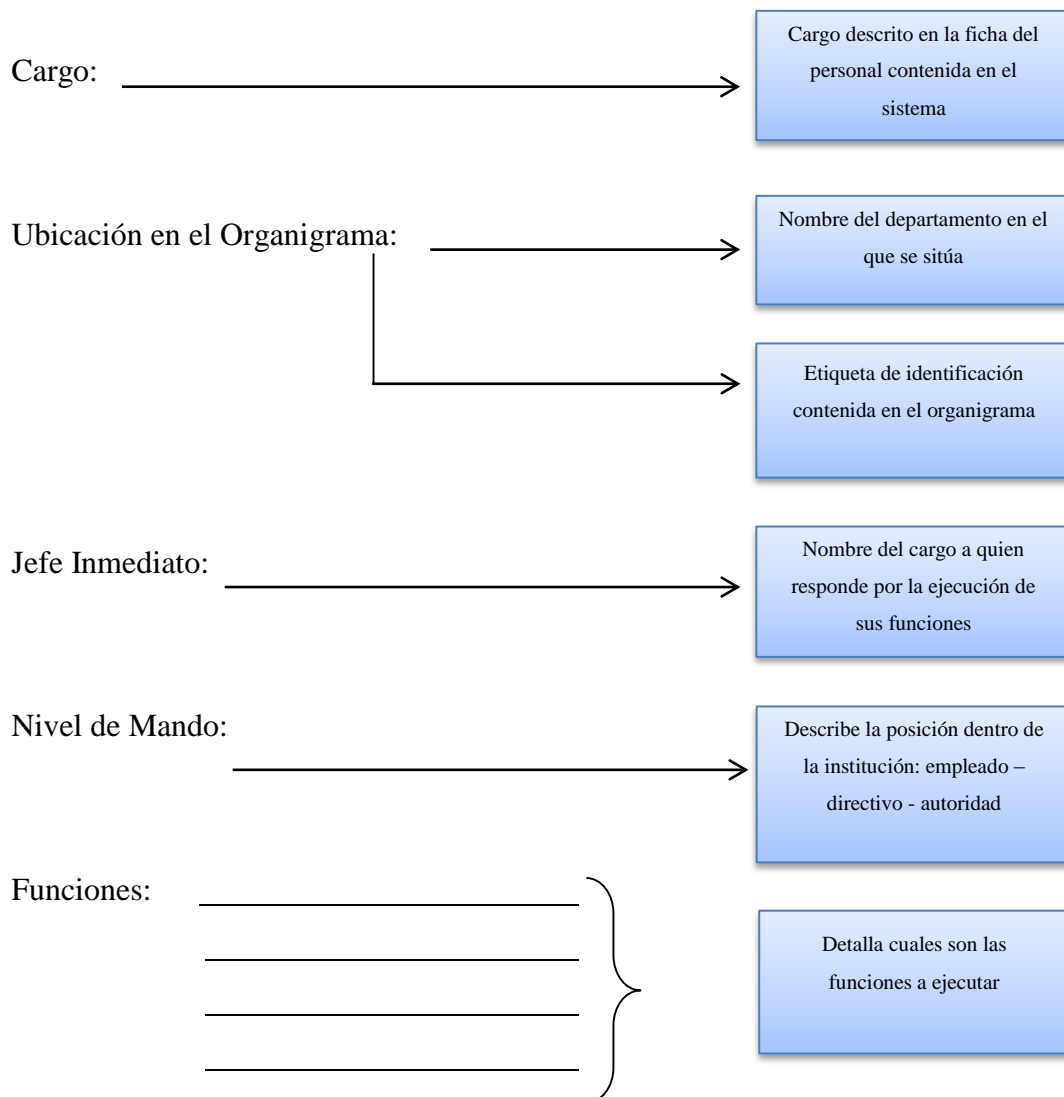 Cargo:
Cargo descrito en la ficha del
personal contenida en el
sistema
Ubicación en el Organigrama:
Nombre del departamento en el
que se sitúa
Etiqueta de identificación
contenida en el organigrama
Jefe Inmediato:
Nombre del cargo a quien
responde por la ejecución de
sus funciones
Nivel de Mando:
Describe la posición dentro de
la institución: empleado –
directivo - autoridad
Funciones:
Detalla cuales son las
funciones a ejecutar